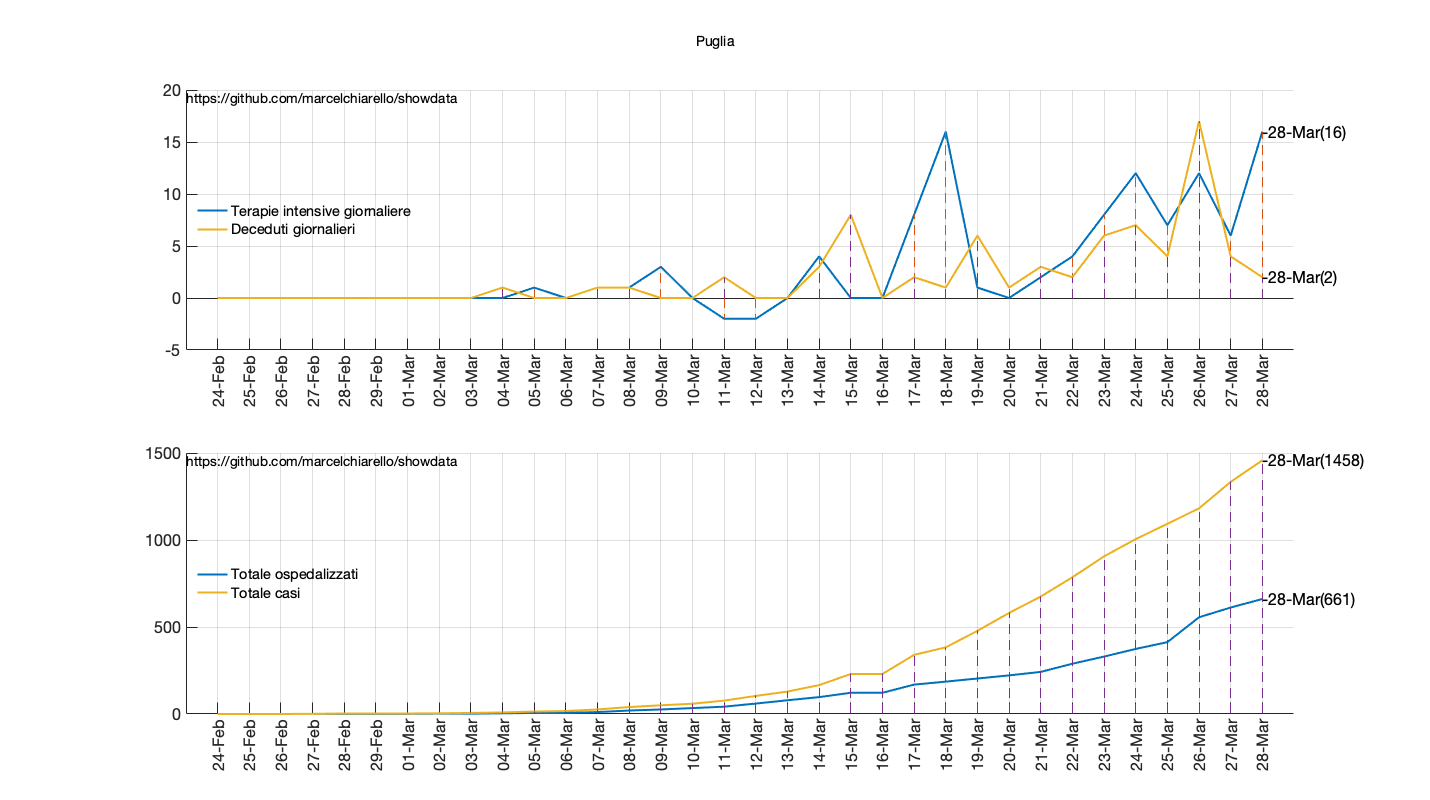 Puglia
20
https://github.com/marcelchiarello/showdata
15
10
5
0
-5
Terapie intensive giornaliere
Deceduti giornalieri
28-Mar(16)
28-Mar(2)
24-Feb
25-Feb
26-Feb
27-Feb
28-Feb
29-Feb
01-Mar
02-Mar
03-Mar
04-Mar
05-Mar
06-Mar
07-Mar
08-Mar
09-Mar
10-Mar
11-Mar
12-Mar
13-Mar
14-Mar
15-Mar
16-Mar
17-Mar
18-Mar
19-Mar
20-Mar
21-Mar
22-Mar
23-Mar
24-Mar
25-Mar
26-Mar
27-Mar
28-Mar
1500
https://github.com/marcelchiarello/showdata
1000
500
0
Totale ospedalizzati
Totale casi
28-Mar(1458)
28-Mar(661)
24-Feb
25-Feb
26-Feb
27-Feb
28-Feb
29-Feb
01-Mar
02-Mar
03-Mar
04-Mar
05-Mar
06-Mar
07-Mar
08-Mar
09-Mar
10-Mar
11-Mar
12-Mar
13-Mar
14-Mar
15-Mar
16-Mar
17-Mar
18-Mar
19-Mar
20-Mar
21-Mar
22-Mar
23-Mar
24-Mar
25-Mar
26-Mar
27-Mar
28-Mar